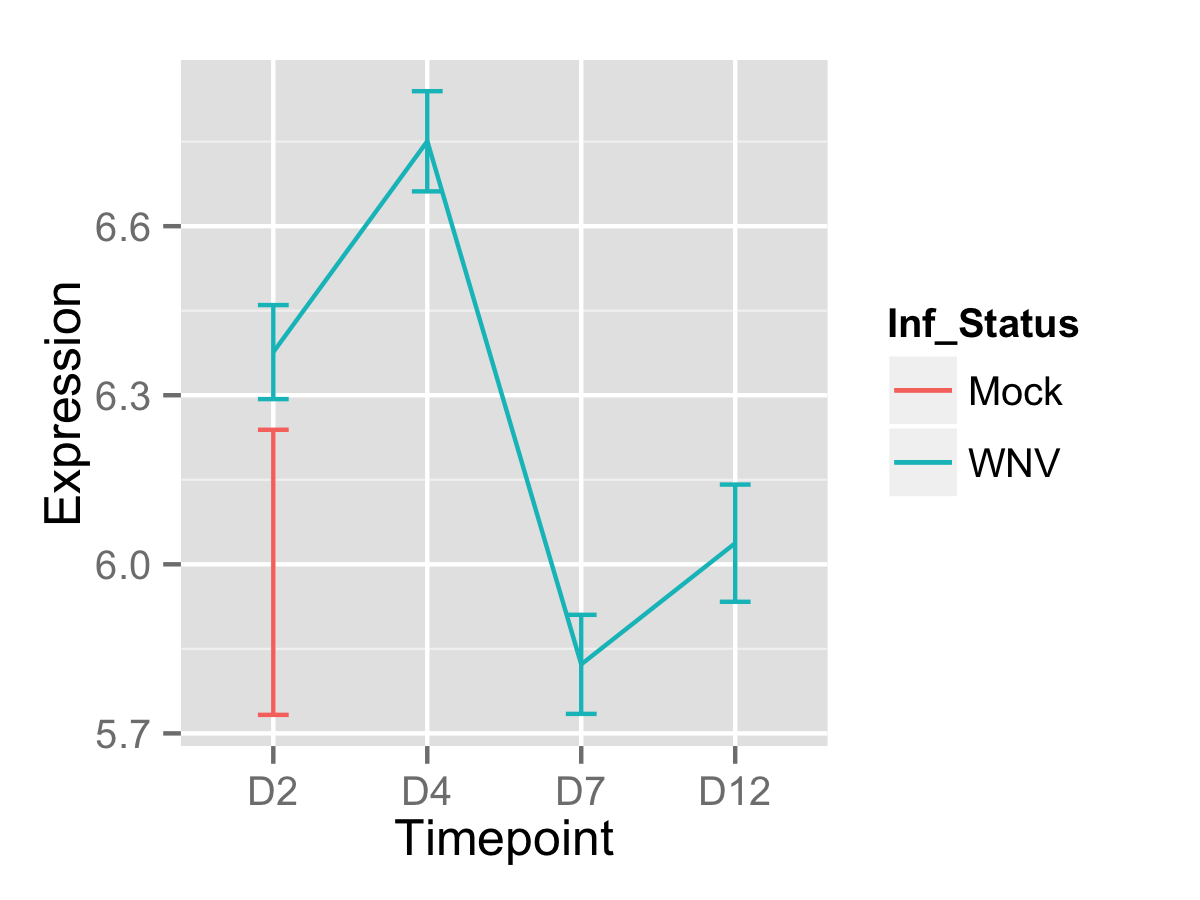 Expression
6.6
6.3
6.0
5.7
D2 D4 D7 D12
Timepoint
Inf_Status
Mock
WNV